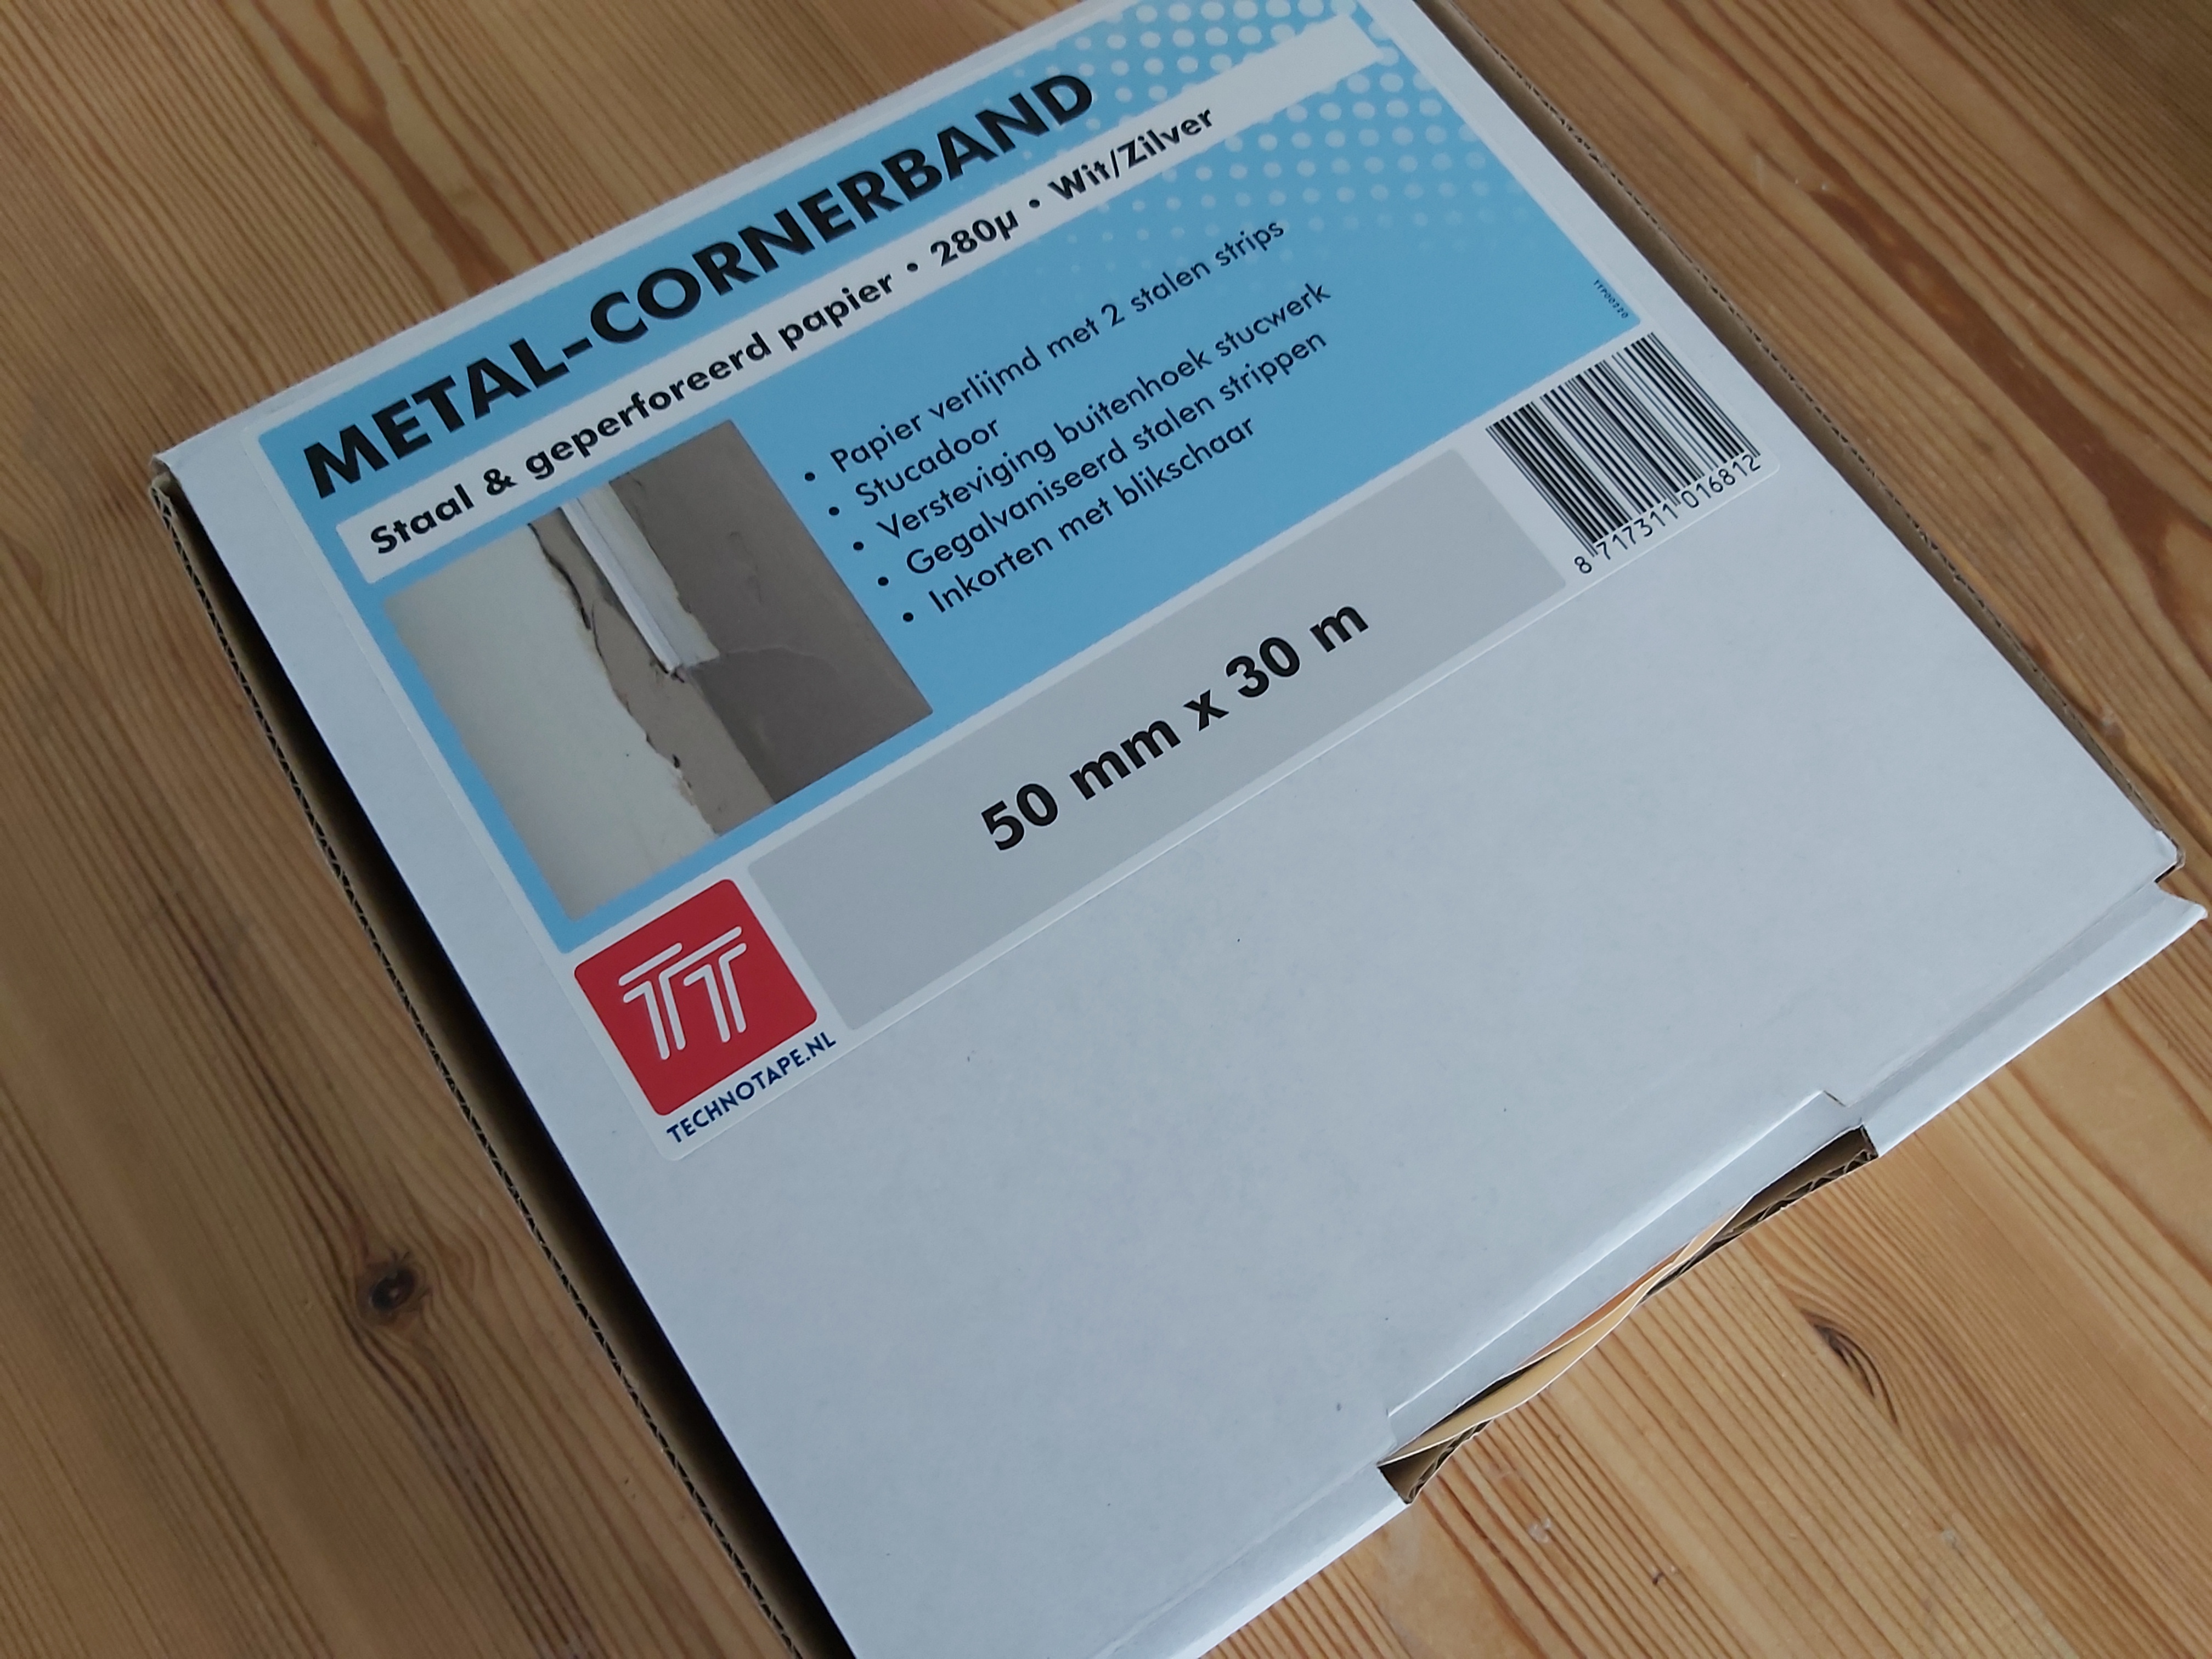 METAL-CORNERBAND
Staal & geperforeerd papier • 280µ • Wit/Zilver
• Papier verlijmd met 2 stalen strips
• Stucadoor
• Versteviging buitenhoek stucwerk
• Gegalvaniseerd stalen strippen
• Inkorten met blikschaar
8 717311 016812
50 mm x 30 m
TT
TECHNOTAPE.NL